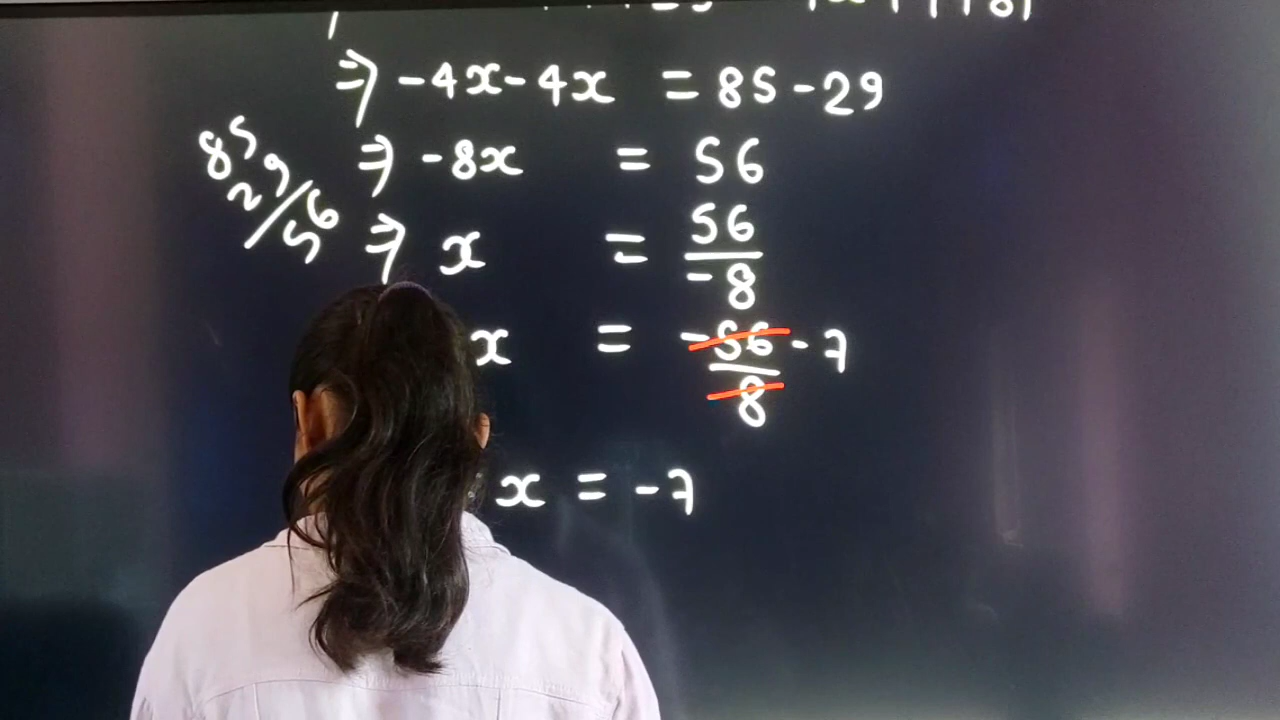 ⇒ -4x - 4x = 85 - 29
85
29
56
⇒ -8x = 56
⇒ x = 56/-8
x = -56/8 - 7
x = -7